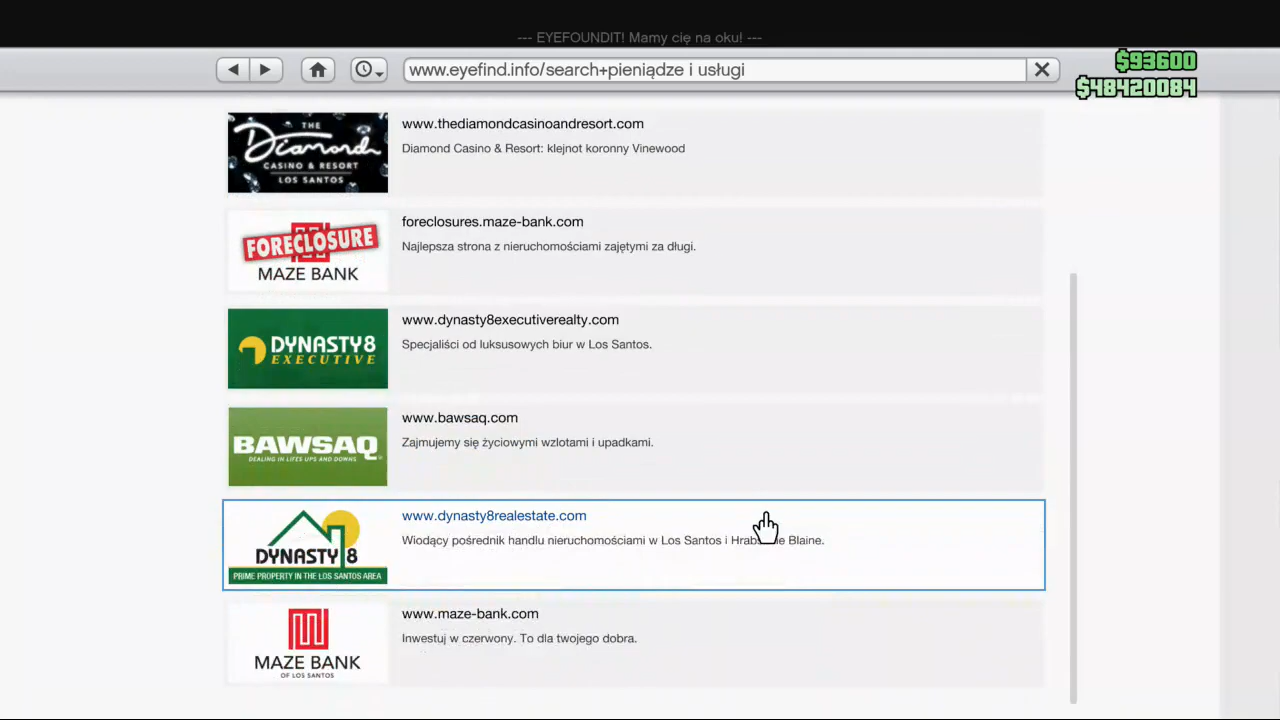 --- EYEFOUNDIT! Mamy cię na oku! ---
www.eyefind.info/search+pieniądze i usługi
$93600
$48420084
THE
Diamond
CASINO & RESORT
LOS SANTOS
www.thediamondcasinoandresort.com
Diamond Casino & Resort: klejnot koronny Vinewood
FORECLOSURE
MAZE BANK
foreclosures.maze-bank.com
Najlepsza strona z nieruchomościami zajętymi za długi.
DYNASTY 8
EXECUTIVE
www.dynasty8executiverealty.com
Specjaliści od luksusowych biur w Los Santos.
BAWSAQ
DEALING IN LIFES UPS AND DOWNS
www.bawsaq.com
Zajmujemy się życiowymi wzlotami i upadkami.
DYNASTY 8
PRIME PROPERTY IN THE LOS SANTOS AREA
www.dynasty8realestate.com
Wiodący pośrednik handlu nieruchomościami w Los Santos i Blaine.
MAZE BANK
OF LOS SANTOS
www.maze-bank.com
Inwestuj w czerwony. To dla twojego dobra.